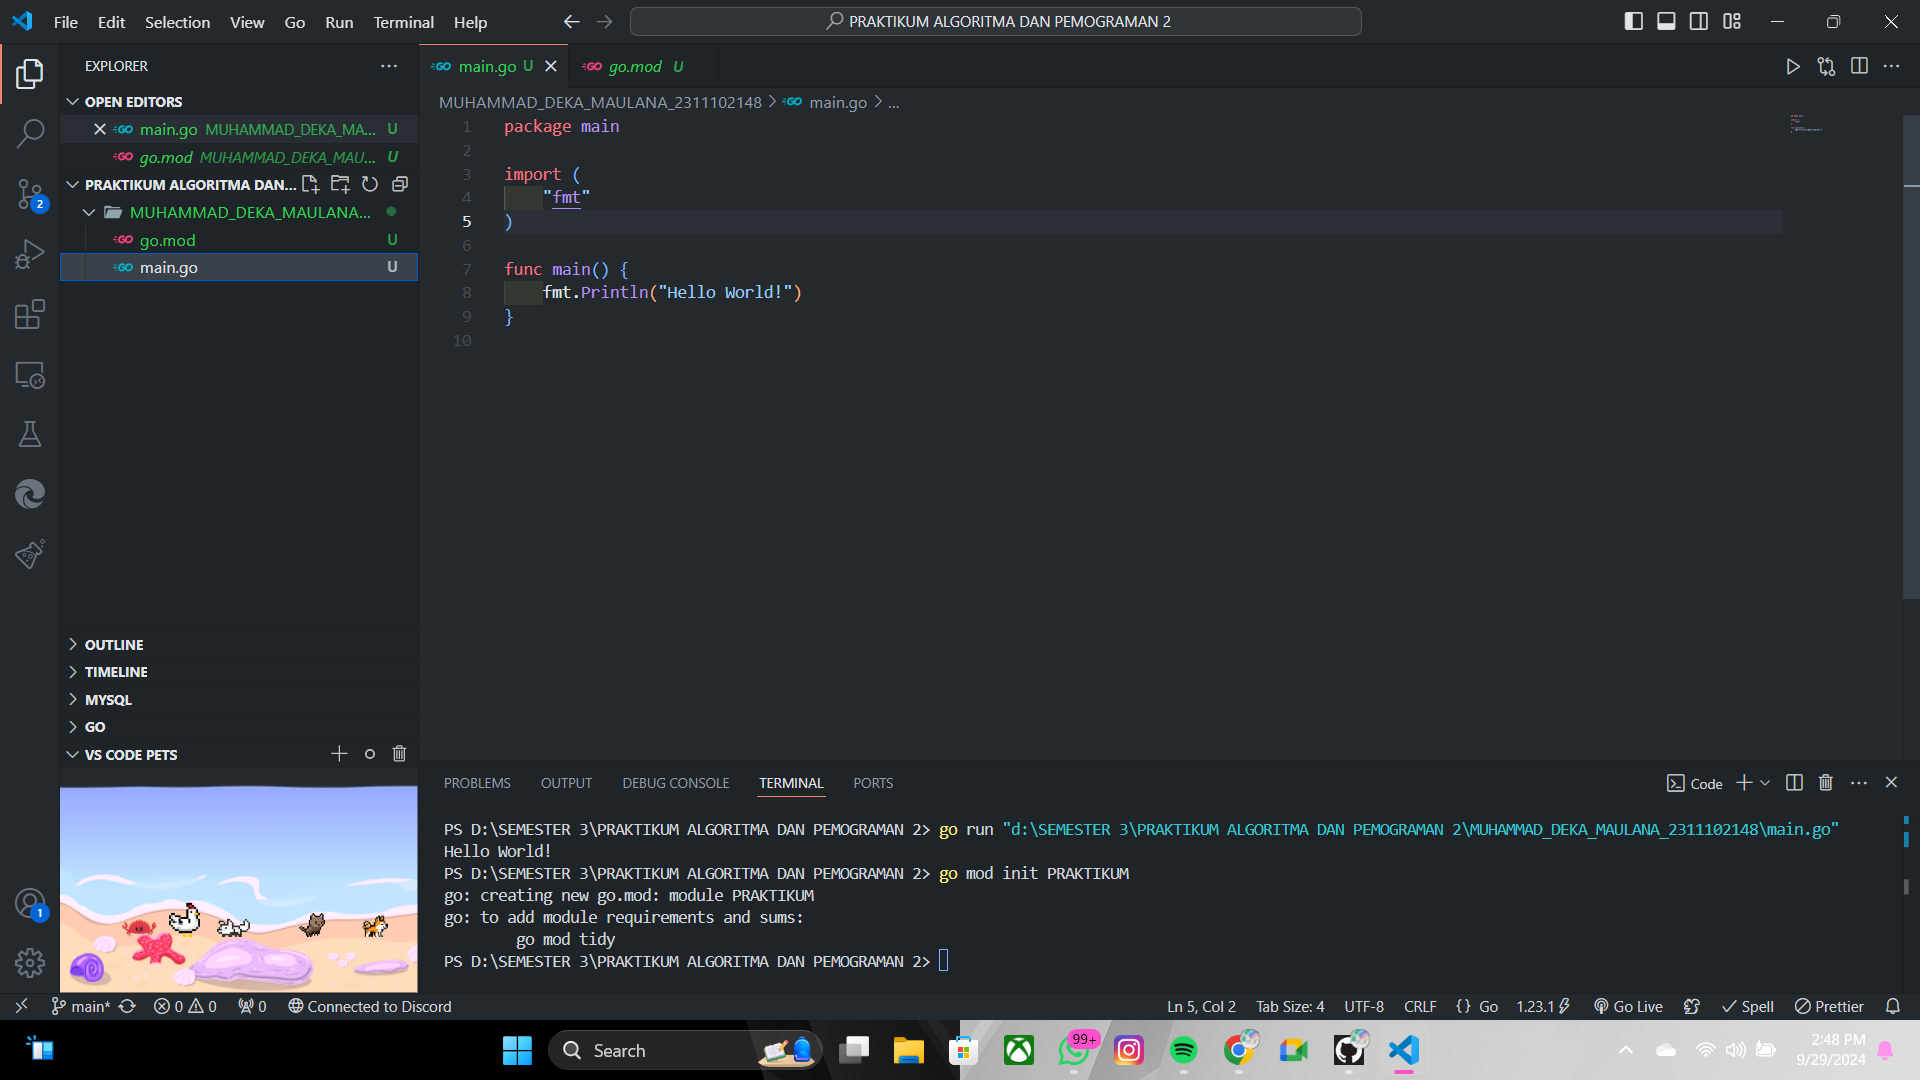 File Edit Selection View Go Run Terminal Help
PRAKTIKUM ALGORITMA DAN PEMOGRAMAN 2
EXPLORER
OPEN EDITORS
main.go MUHAMMAD_DEKA_MA... U
go.mod MUHAMMAD_DEKA_MAU... U
PRAKTIKUM ALGORITMA DAN...
MUHAMMAD_DEKA_MAULANA...
go.mod U
main.go U
OUTLINE
TIMELINE
MYSQL
GO
VS CODE PETS
2
1
main.go U
go.mod U
MUHAMMAD_DEKA_MAULANA_2311102148 > main.go > ...
1 package main
2
3 import (
4 "fmt"
5 )
6
7 func main() {
8 fmt.Println("Hello World!")
9 }
10
PROBLEMS OUTPUT DEBUG CONSOLE TERMINAL PORTS
Code
PS D:\SEMESTER 3\PRAKTIKUM ALGORITMA DAN PEMOGRAMAN 2> go run "d:\SEMESTER 3\PRAKTIKUM ALGORITMA DAN PEMOGRAMAN 2\MUHAMMAD_DEKA_MAULANA_2311102148\main.go"
Hello World!
PS D:\SEMESTER 3\PRAKTIKUM ALGORITMA DAN PEMOGRAMAN 2> go mod init PRAKTIKUM
go: creating new go.mod: module PRAKTIKUM
go: to add module requirements and sums:
go mod tidy
PS D:\SEMESTER 3\PRAKTIKUM ALGORITMA DAN PEMOGRAMAN 2>
main* 0 0 0 Connected to Discord
Ln 5, Col 2 Tab Size: 4 UTF-8 CRLF {} Go 1.23.1 Go Live Spell Prettier
Search
99+
2:48 PM
9/29/2024